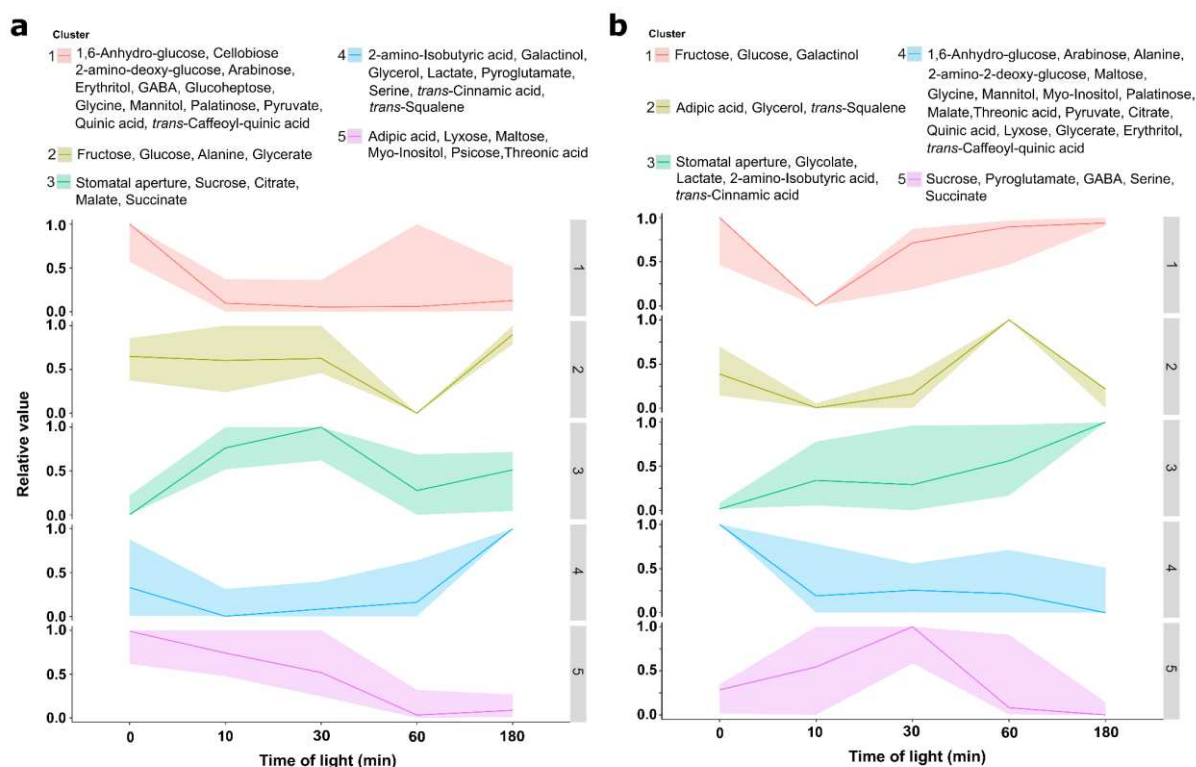 a
Cluster
1 1,6-Anhydro-glucose, Cellobiose
2-amino-deoxy-glucose, Arabinose,
Erythritol, GABA, Glucoheptose,
Glycine, Mannitol, Palatinose, Pyruvate,
Quinic acid, trans-Caffeoyl-quinic acid
2 Fructose, Glucose, Alanine, Glycerate
3 Stomatal aperture, Sucrose, Citrate,
Malate, Succinate
4 2-amino-Isobutyric acid, Galactinol,
Glycerol, Lactate, Pyroglutamate,
Serine, trans-Cinnamic acid,
trans-Squalene
5 Adipic acid, Lyxose, Maltose,
Myo-Inositol, Psicose,Threonic acid
Relative value
1.0
0.5
0.0
1
1.0
0.5
0.0
2
1.0
0.5
0.0
3
1.0
0.5
0.0
4
1.0
0.5
0.0
5
0 10 30 60 180
Time of light (min)
b
Cluster
1 Fructose, Glucose, Galactinol
2 Adipic acid, Glycerol, trans-Squalene
3 Stomatal aperture, Glycolate,
Lactate, 2-amino-Isobutyric acid,
trans-Cinnamic acid
4 1,6-Anhydro-glucose, Arabinose, Alanine,
2-amino-2-deoxy-glucose, Maltose,
Glycine, Mannitol, Myo-Inositol, Palatinose,
Malate,Threonic acid, Pyruvate, Citrate,
Quinic acid, Lyxose, Glycerate, Erythritol,
trans-Caffeoyl-quinic acid
5 Sucrose, Pyroglutamate, GABA, Serine,
Succinate
1.0
0.5
0.0
1
1.0
0.5
0.0
2
1.0
0.5
0.0
3
1.0
0.5
0.0
4
1.0
0.5
0.0
5
0 10 30 60 180
Time of light (min)